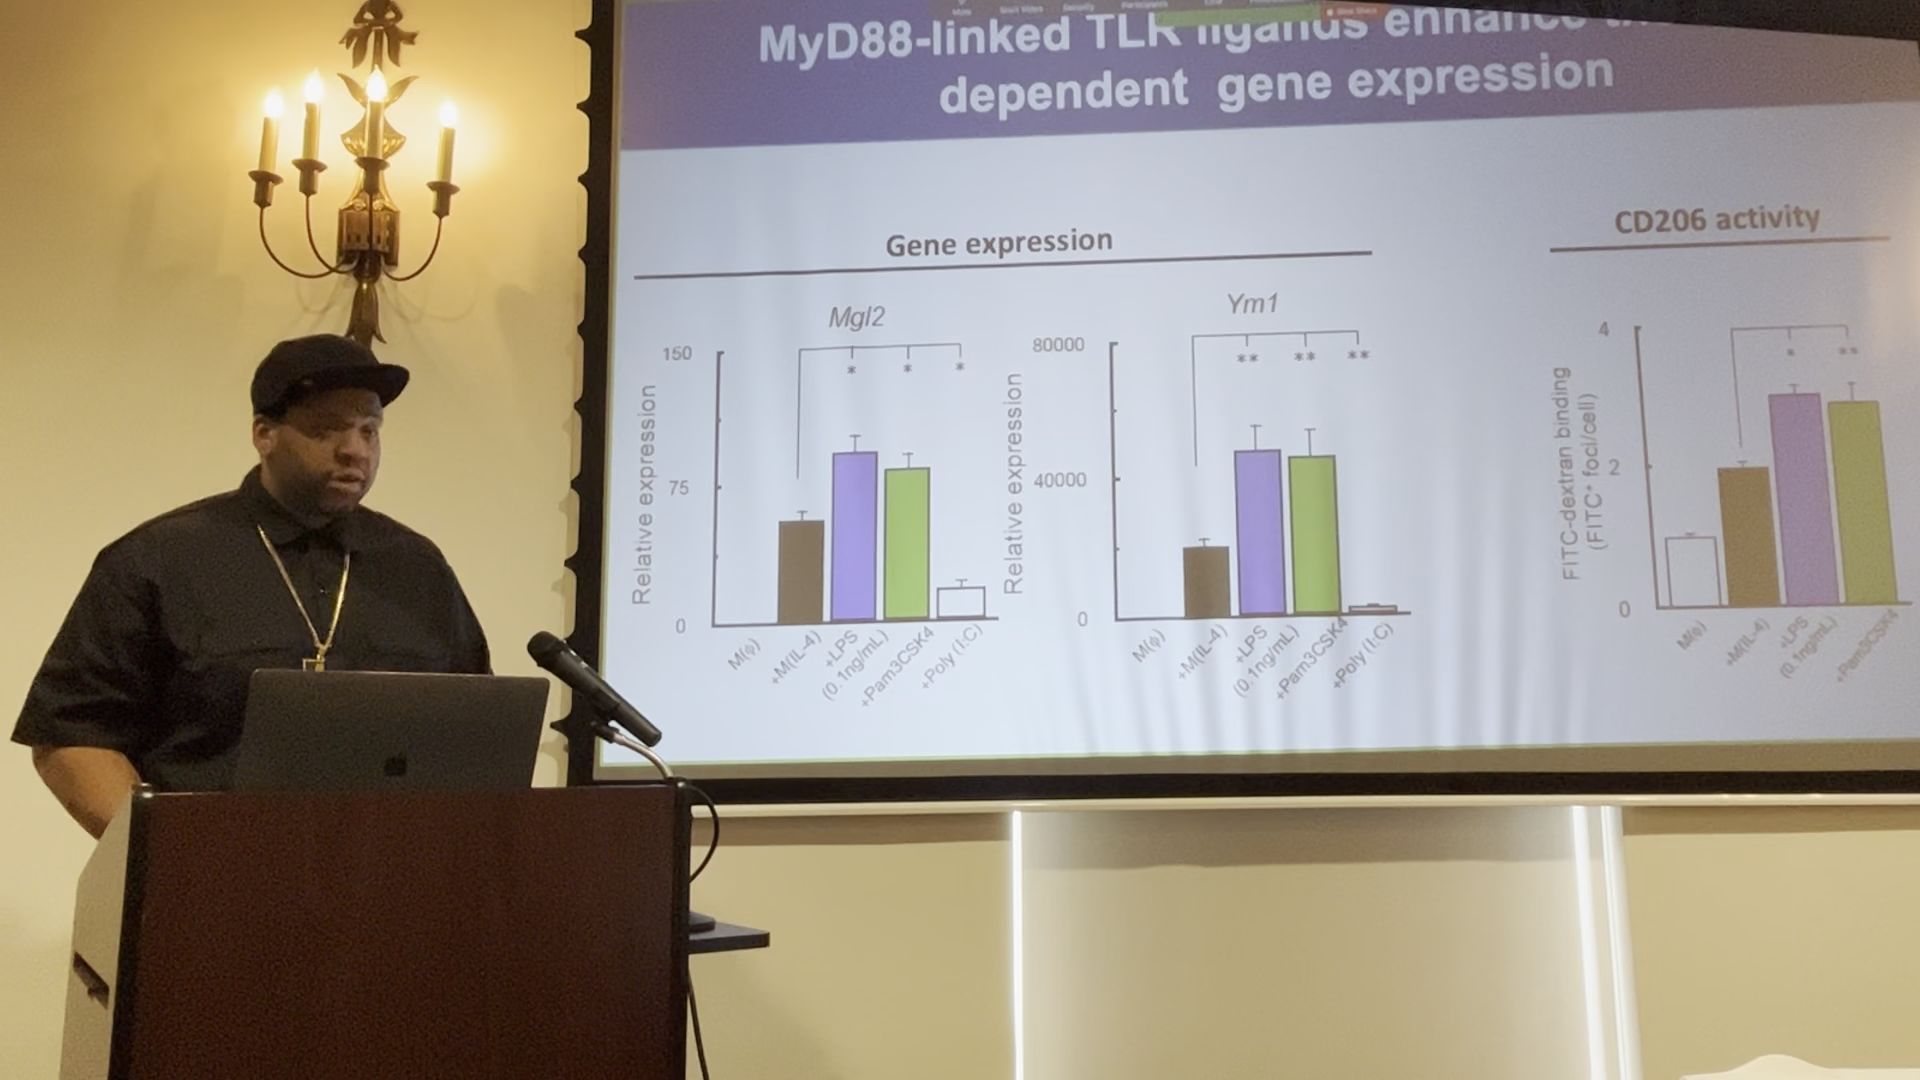 MyD88-linked TLR ligands enhance
dependent gene expression
Gene expression
CD206 activity
Mgl2
150
75
0
Relative expression
*
*
*
M(φ)
+M(IL-4)
+LPS
(0.1ng/mL)
+Pam3CSK4
+Poly (I:C)
Ym1
80000
40000
0
Relative expression
**
**
**
M(φ)
+M(IL-4)
+LPS
(0.1ng/mL)
+Pam3CSK4
+Poly (I:C)
4
2
0
FITC-dextran binding
(FITC⁺ foci/cell)
*
**
M(φ)
+M(IL-4)
+LPS
(0.1ng/mL)
+Pam3CSK4